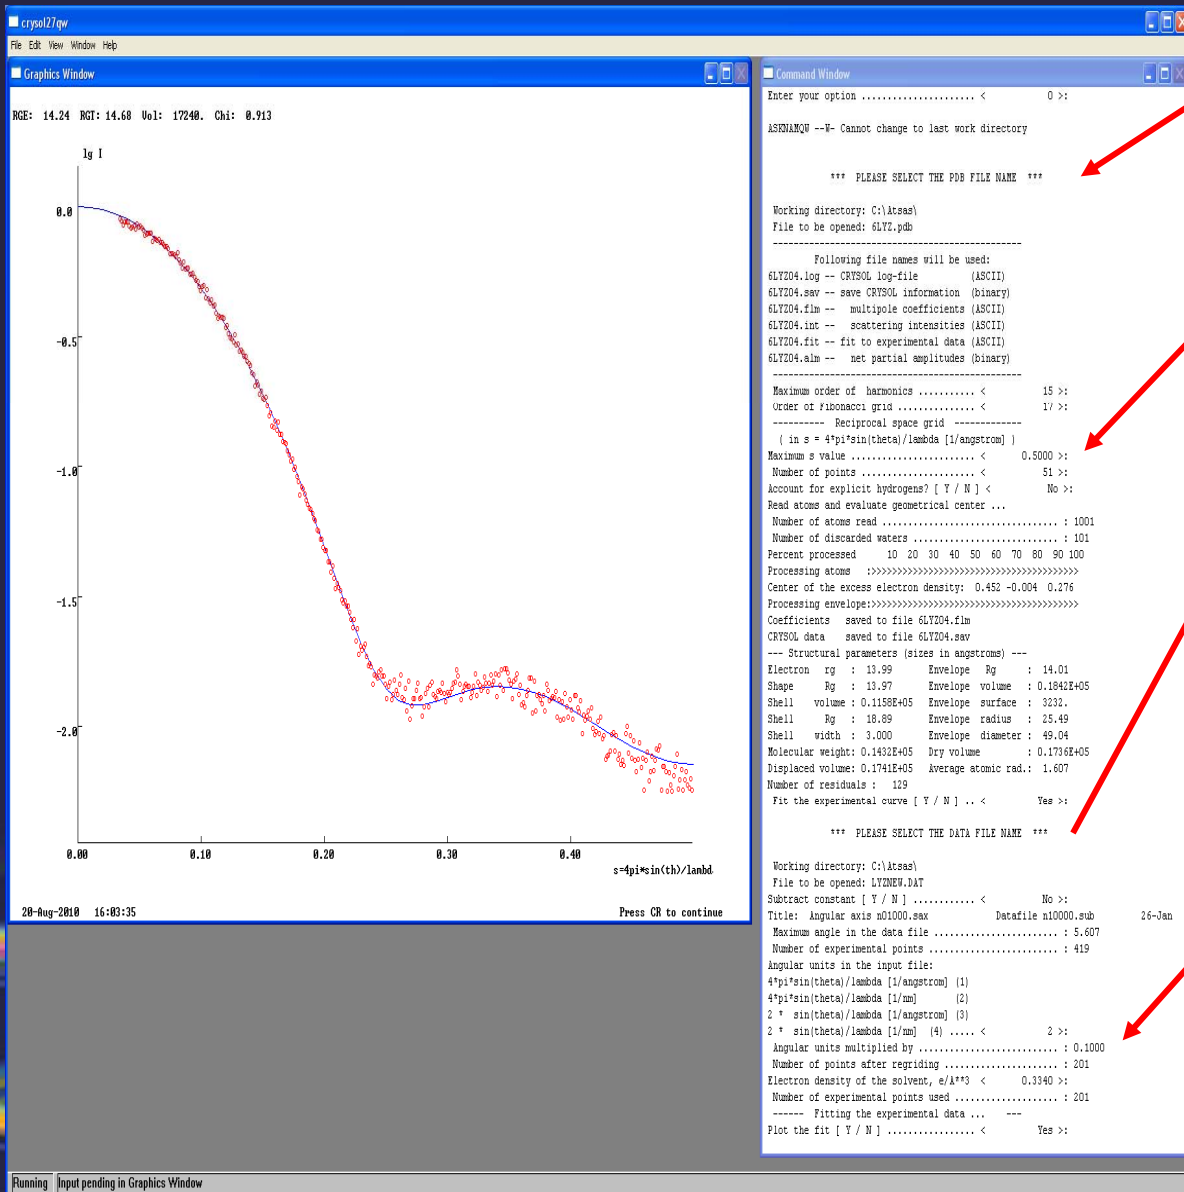 crysol27qw
File Edit View Window Help
Graphics Window
RGE: 14.24 RGT: 14.68 Vol: 17240. Chi: 0.913
lg I
0.0
-0.5
-1.0
-1.5
-2.0
0.00 0.10 0.20 0.30 0.40
s=4pi*sin(th)/lambd
20-Aug-2010 16:03:35 Press CR to continue
Command Window
Enter your option ...................... < 0 >:
ASKNAMQW --W- Cannot change to last work directory
*** PLEASE SELECT THE PDB FILE NAME ***
Working directory: C:\Atsas\
File to be opened: 6LYZ.pdb
------------------------------------------------
Following file names will be used:
6LYZ04.log -- CRYSOL log-file (ASCII)
6LYZ04.sav -- save CRYSOL information (binary)
6LYZ04.flm -- multipole coefficients (ASCII)
6LYZ04.int -- scattering intensities (ASCII)
6LYZ04.fit -- fit to experimental data (ASCII)
6LYZ04.alm -- net partial amplitudes (binary)
------------------------------------------------
Maximum order of harmonics ........... < 15 >:
Order of Fibonacci grid ............... < 17 >:
---------- Reciprocal space grid -------------
( in s = 4*pi*sin(theta)/lambda [1/angstrom] )
Maximum s value ........................ < 0.5000 >:
Number of points ...................... < 51 >:
Account for explicit hydrogens? [ Y / N ] < No >:
Read atoms and evaluate geometrical center ...
Number of atoms read .................................. : 1001
Number of discarded waters ............................ : 101
Percent processed 10 20 30 40 50 60 70 80 90 100
Processing atoms :>>>>>>>>>>>>>>>>>>>>>>>>>>>>>>>>>>>>>>>>
Center of the excess electron density: 0.452 -0.004 0.276
Processing envelope:>>>>>>>>>>>>>>>>>>>>>>>>>>>>>>>>>>>>>>>>
Coefficients saved to file 6LYZ04.flm
CRYSOL data saved to file 6LYZ04.sav
--- Structural parameters (sizes in angstroms) ---
Electron rg : 13.99 Envelope Rg : 14.01
Shape Rg : 13.97 Envelope volume : 0.1842E+05
Shell volume : 0.1158E+05 Envelope surface : 3232.
Shell Rg : 18.89 Envelope radius : 25.49
Shell width : 3.000 Envelope diameter : 49.04
Molecular weight: 0.1432E+05 Dry volume : 0.1736E+05
Displaced volume: 0.1741E+05 Average atomic rad.: 1.607
Number of residuals : 129
Fit the experimental curve [ Y / N ] .. < Yes >:
*** PLEASE SELECT THE DATA FILE NAME ***
Working directory: C:\Atsas\
File to be opened: LYZNEW.DAT
Subtract constant [ Y / N ] ............ < No >:
Title: Angular axis n01000.sax Datafile n10000.sub 26-Jan
Maximum angle in the data file ........................ : 5.607
Number of experimental points ......................... : 419
Angular units in the input file:
4*pi*sin(theta)/lambda [1/angstrom] (1)
4*pi*sin(theta)/lambda [1/nm] (2)
2 * sin(theta)/lambda [1/angstrom] (3)
2 * sin(theta)/lambda [1/nm] (4) ..... < 2 >:
Angular units multiplied by ........................... : 0.1000
Number of points after regriding ...................... : 201
Electron density of the solvent, e/A**3 < 0.3340 >:
Number of experimental points used .................... : 201
------ Fitting the experimental data ... ---
Plot the fit [ Y / N ] ................. < Yes >:
Running Input pending in Graphics Window